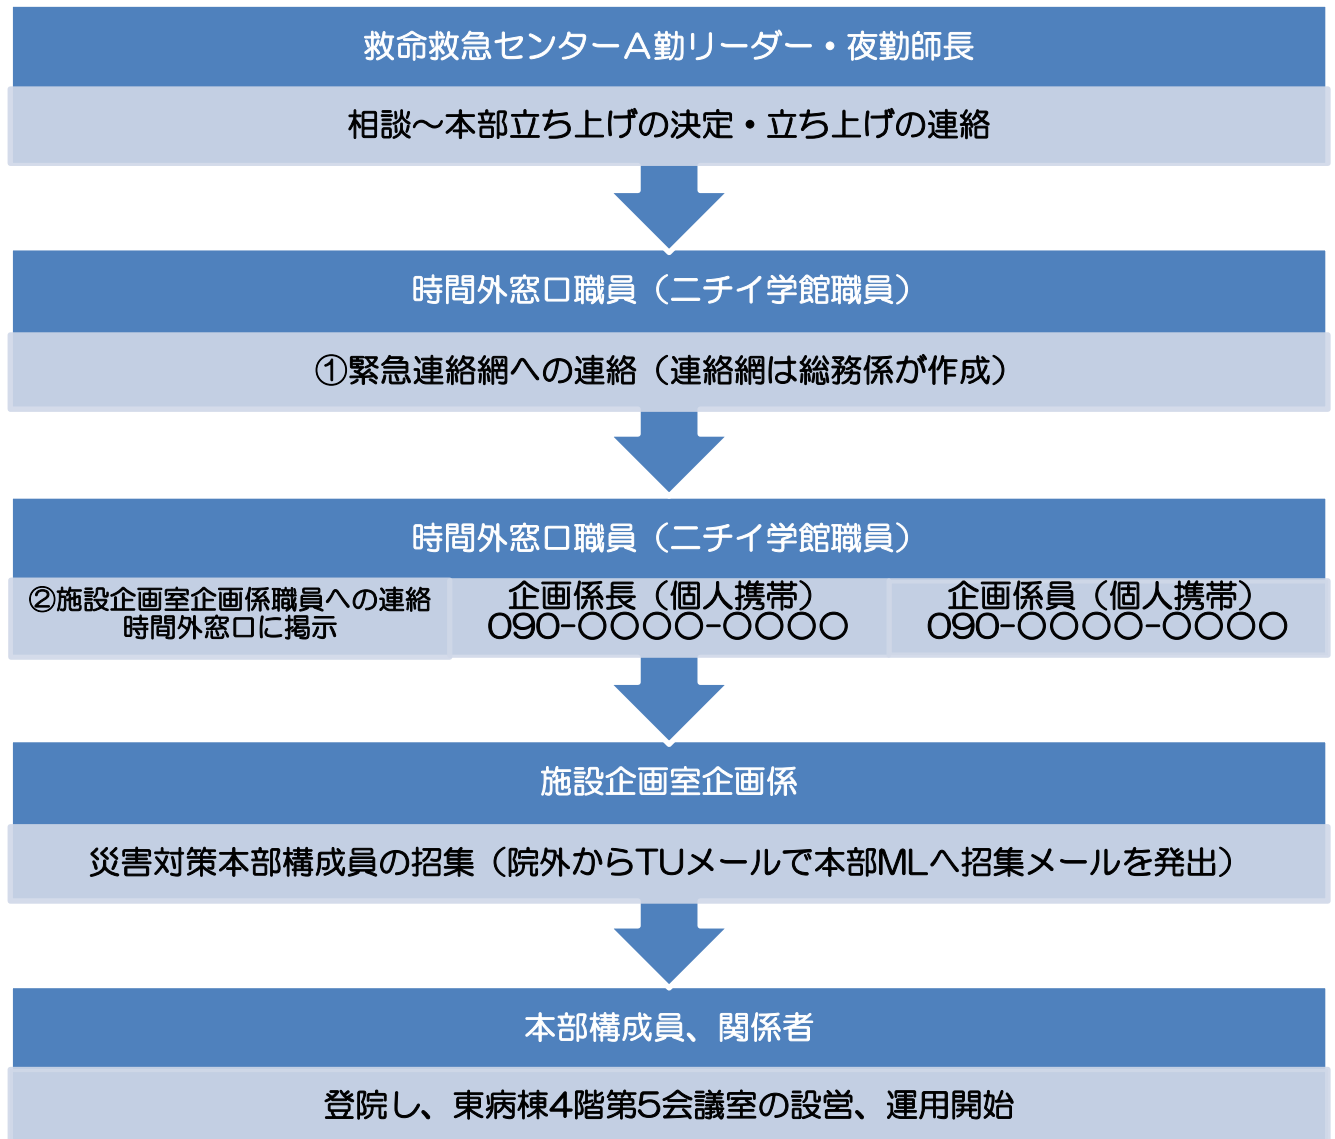 救命救急センターA勤リーダー・夜勤師長
相談～本部立ち上げの決定・立ち上げの連絡
時間外窓口職員（ニチイ学館職員）
①緊急連絡網への連絡（連絡網は総務係が作成）
時間外窓口職員（ニチイ学館職員）
②施設企画室企画係職員への連絡
時間外窓口に掲示
企画係長（個人携帯）
090-〇〇〇〇-〇〇〇〇
企画係員（個人携帯）
090-〇〇〇〇-〇〇〇〇
施設企画室企画係
災害対策本部構成員の招集（院外からTUメールで本部MLへ招集メールを発出）
本部構成員、関係者
登院し、東病棟4階第5会議室の設営、運用開始